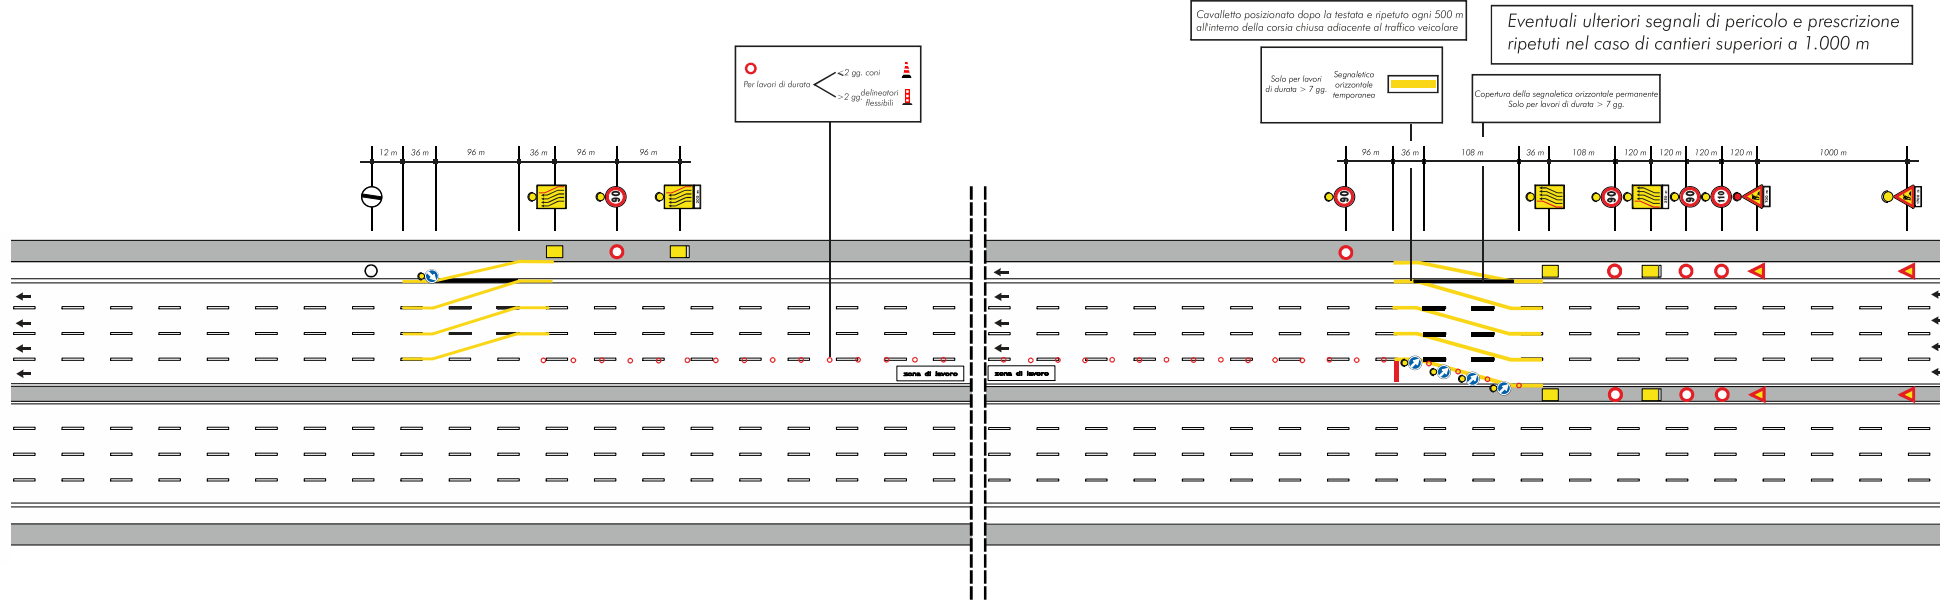 Cavalletto posizionato dopo la testata e ripetuto ogni 500 m
all'interno della corsia chiusa adiacente al traffico veicolare
Eventuali ulteriori segnali di pericolo e prescrizione
ripetuti nel caso di cantieri superiori a 1.000 m
Per lavori di durata
<2 gg. coni
>2 gg. delineatori
flessibili
Solo per lavori
di durata > 7 gg.
Segnaletica
orizzontale
temporanea
Copertura della segnaletica orizzontale permanente
Solo per lavori di durata > 7 gg.
12 m 36 m 96 m 36 m 96 m 96 m
96 m 36 m 108 m 36 m 108 m 120 m 120 m 120 m 120 m 1000 m
90
90
90
90
110
zona di lavoro
zona di lavoro